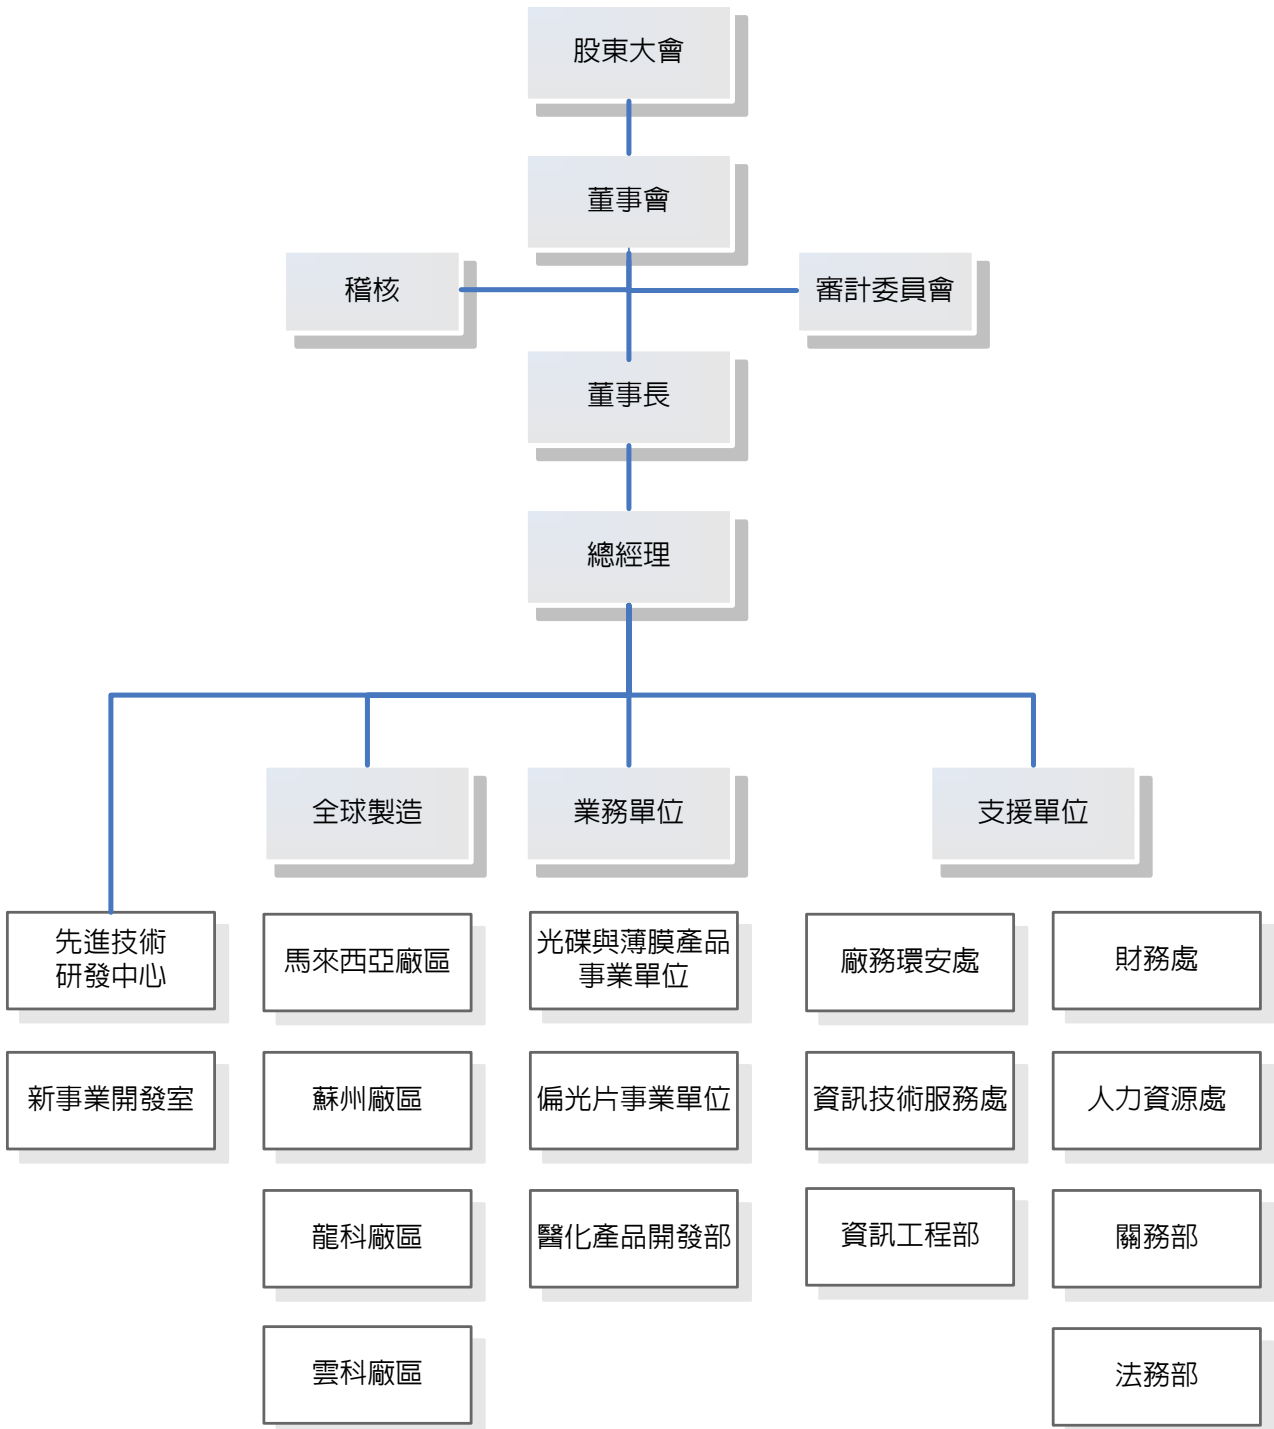 股東大會
董事會
稽核
審計委員會
董事長
總經理
全球製造
業務單位
支援單位
先進技術
研發中心
馬來西亞廠區
光碟與薄膜產品
事業單位
廠務環安處
財務處
新事業開發室
蘇州廠區
偏光片事業單位
資訊技術服務處
人力資源處
龍科廠區
醫化產品開發部
資訊工程部
關務部
雲科廠區
法務部